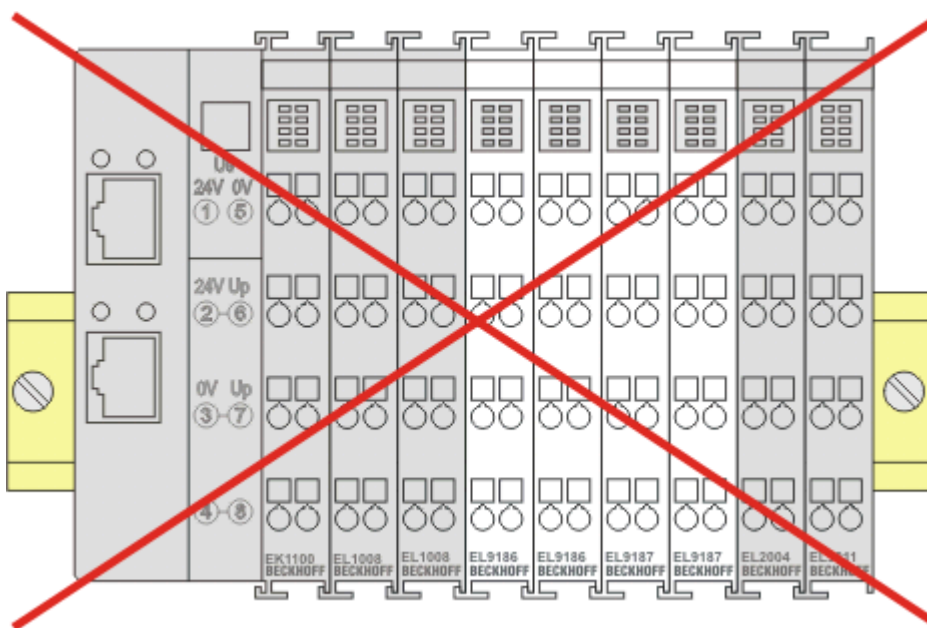 24V 0V
1 5
24V Up
2 6
0V Up
3 7
4 8
EK1100 EL1008 EL1008 EL9186 EL9186 EL9187 EL9187 EL2004
BECKHOFF BECKHOFF BECKHOFF BECKHOFF BECKHOFF BECKHOFF BECKHOFF BECKHOFF BECKHOFF